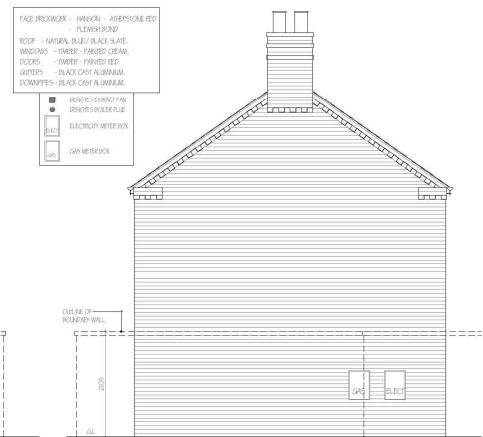 FACE BRICKWORK - HANSON - ATHERSTONE RED
- FLEMISH BOND
ROOF - NATURAL BLUE / BLACK SLATE.
WINDOWS - TIMBER - PAINTED CREAM.
DOORS - TIMBER - PAINTED RED.
GUTTERS - BLACK CAST ALUMINIUM.
DOWNPIPES - BLACK CAST ALUMINIUM.
DENOTES EXTRACT FAN
DENOTES BOILER FLUE
ELECT
ELECTRICITY METER BOX
GAS
GAS METER BOX
OUTLINE OF
BOUNDARY WALL.
GAS
ELECT
G.L.